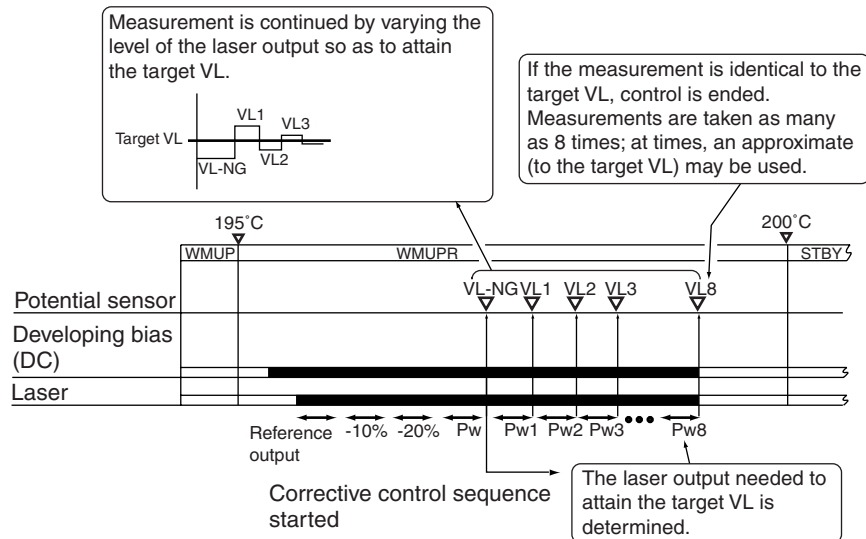 Measurement is continued by varying the
level of the laser output so as to attain
the target VL.
VL1
VL3
Target VL
VL2
VL-NG
If the measurement is identical to the
target VL, control is ended.
Measurements are taken as many
as 8 times; at times, an approximate
(to the target VL) may be used.
195˚C
200˚C
WMUP
WMUPR
STBY
VL-NG VL1 VL2 VL3 VL8
Potential sensor
Developing bias
(DC)
Laser
Reference
output
-10% -20% Pw Pw1 Pw2 Pw3 Pw8
Corrective control sequence
started
The laser output needed to
attain the target VL is
determined.